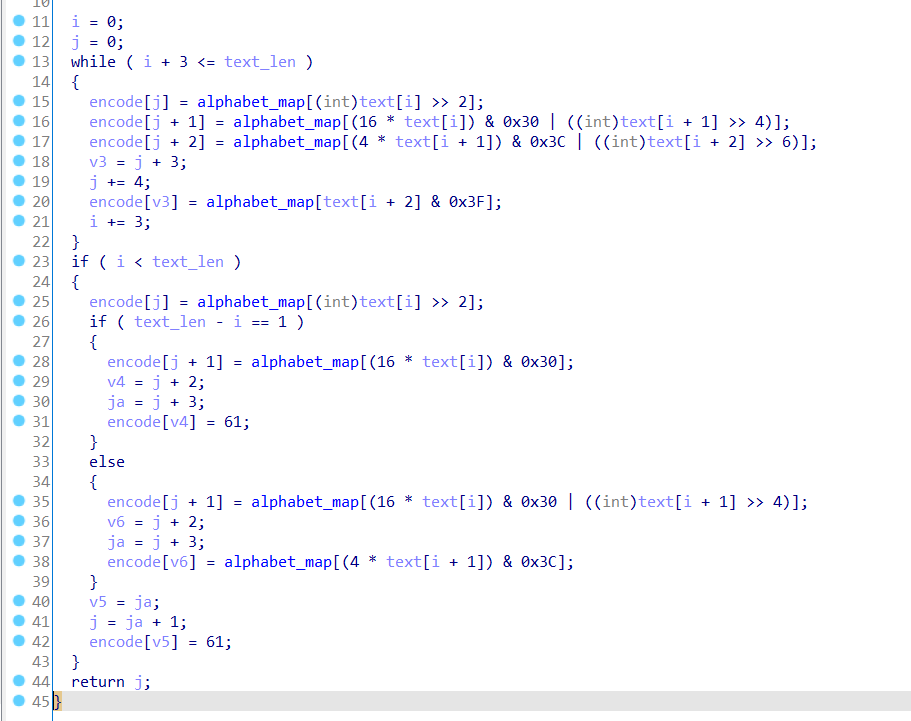 10
11 i = 0;
12 j = 0;
13 while ( i + 3 <= text_len )
14 {
15 encode[j] = alphabet_map[(int)text[i] >> 2];
16 encode[j + 1] = alphabet_map[(16 * text[i]) & 0x30 | ((int)text[i + 1] >> 4)];
17 encode[j + 2] = alphabet_map[(4 * text[i + 1]) & 0x3C | ((int)text[i + 2] >> 6)];
18 v3 = j + 3;
19 j += 4;
20 encode[v3] = alphabet_map[text[i + 2] & 0x3F];
21 i += 3;
22 }
23 if ( i < text_len )
24 {
25 encode[j] = alphabet_map[(int)text[i] >> 2];
26 if ( text_len - i == 1 )
27 {
28 encode[j + 1] = alphabet_map[(16 * text[i]) & 0x30];
29 v4 = j + 2;
30 ja = j + 3;
31 encode[v4] = 61;
32 }
33 else
34 {
35 encode[j + 1] = alphabet_map[(16 * text[i]) & 0x30 | ((int)text[i + 1] >> 4)];
36 v6 = j + 2;
37 ja = j + 3;
38 encode[v6] = alphabet_map[(4 * text[i + 1]) & 0x3C];
39 }
40 v5 = ja;
41 j = ja + 1;
42 encode[v5] = 61;
43 }
44 return j;
45 }